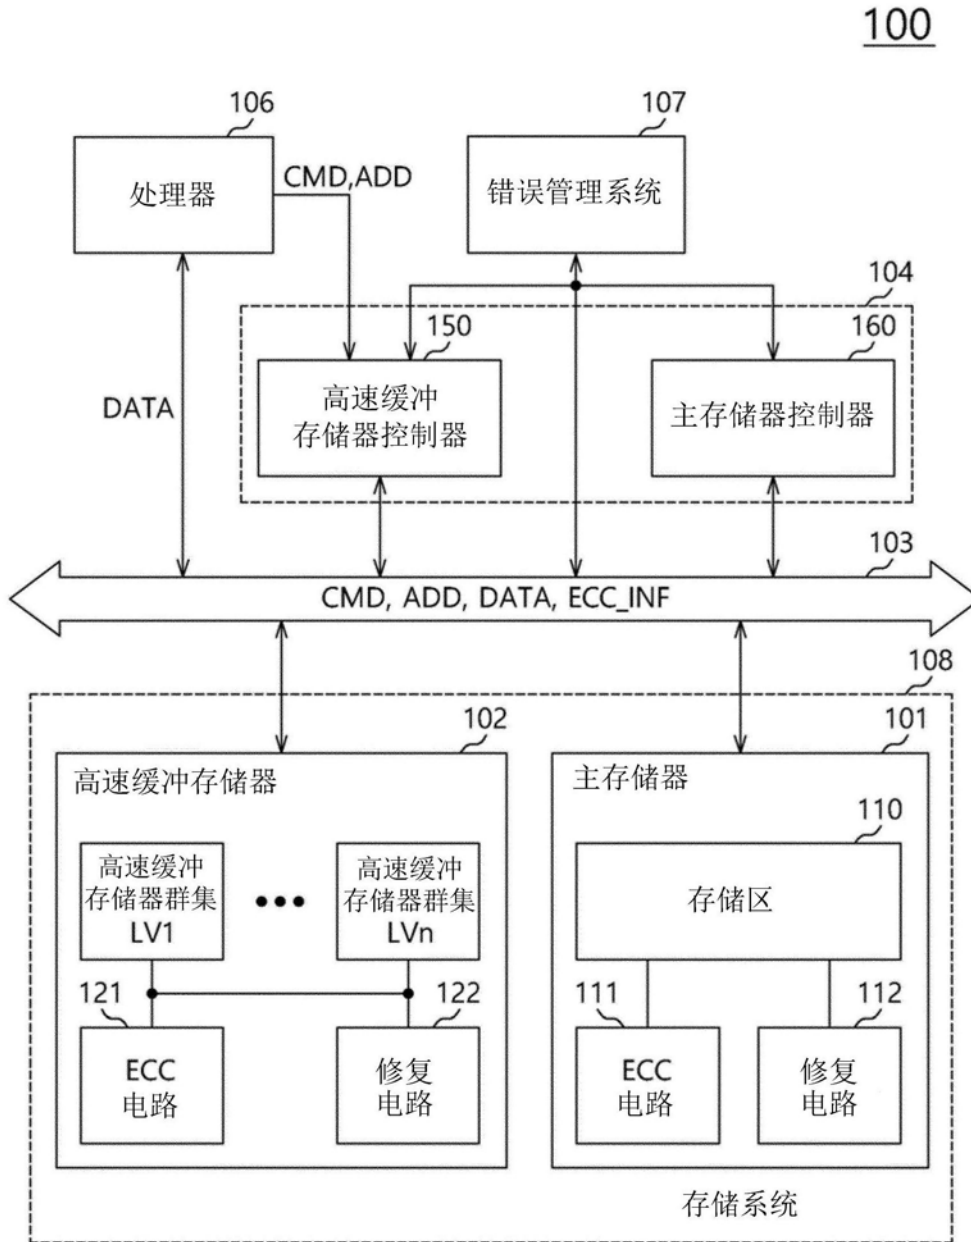 100
106
107
处理器
CMD,ADD
错误管理系统
104
150
160
高速缓冲
存储器控制器
主存储器控制器
DATA
103
CMD, ADD, DATA, ECC_INF
108
102
101
高速缓冲存储器
主存储器
110
高速缓冲
存储器群集
LV1
高速缓冲
存储器群集
LVn
存储区
121
122
111
112
ECC
电路
修复
电路
ECC
电路
修复
电路
存储系统